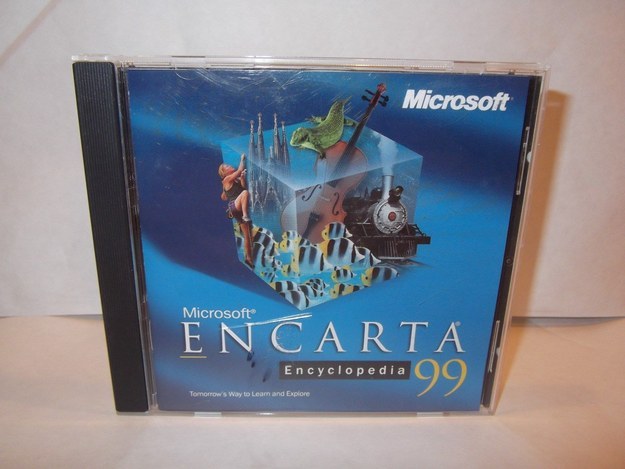 Microsoft®
Microsoft®
ENCARTA®
Encyclopedia 99
Tomorrow's Way to Learn and Explore